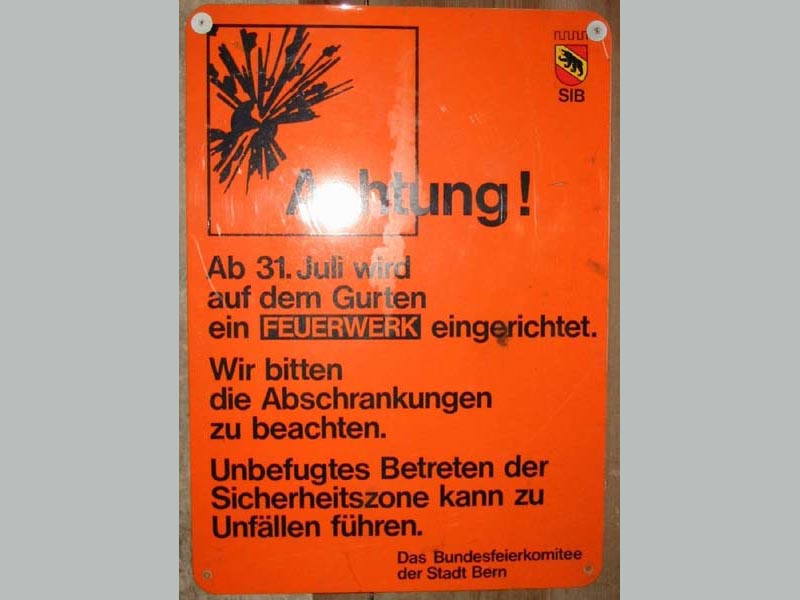 SIB
Achtung!
Ab 31. Juli wird
auf dem Gurten
ein FEUERWERK eingerichtet.
Wir bitten
die Abschrankungen
zu beachten.
Unbefugtes Betreten der
Sicherheitszone kann zu
Unfällen führen.
Das Bundesfeierkomitee
der Stadt Bern